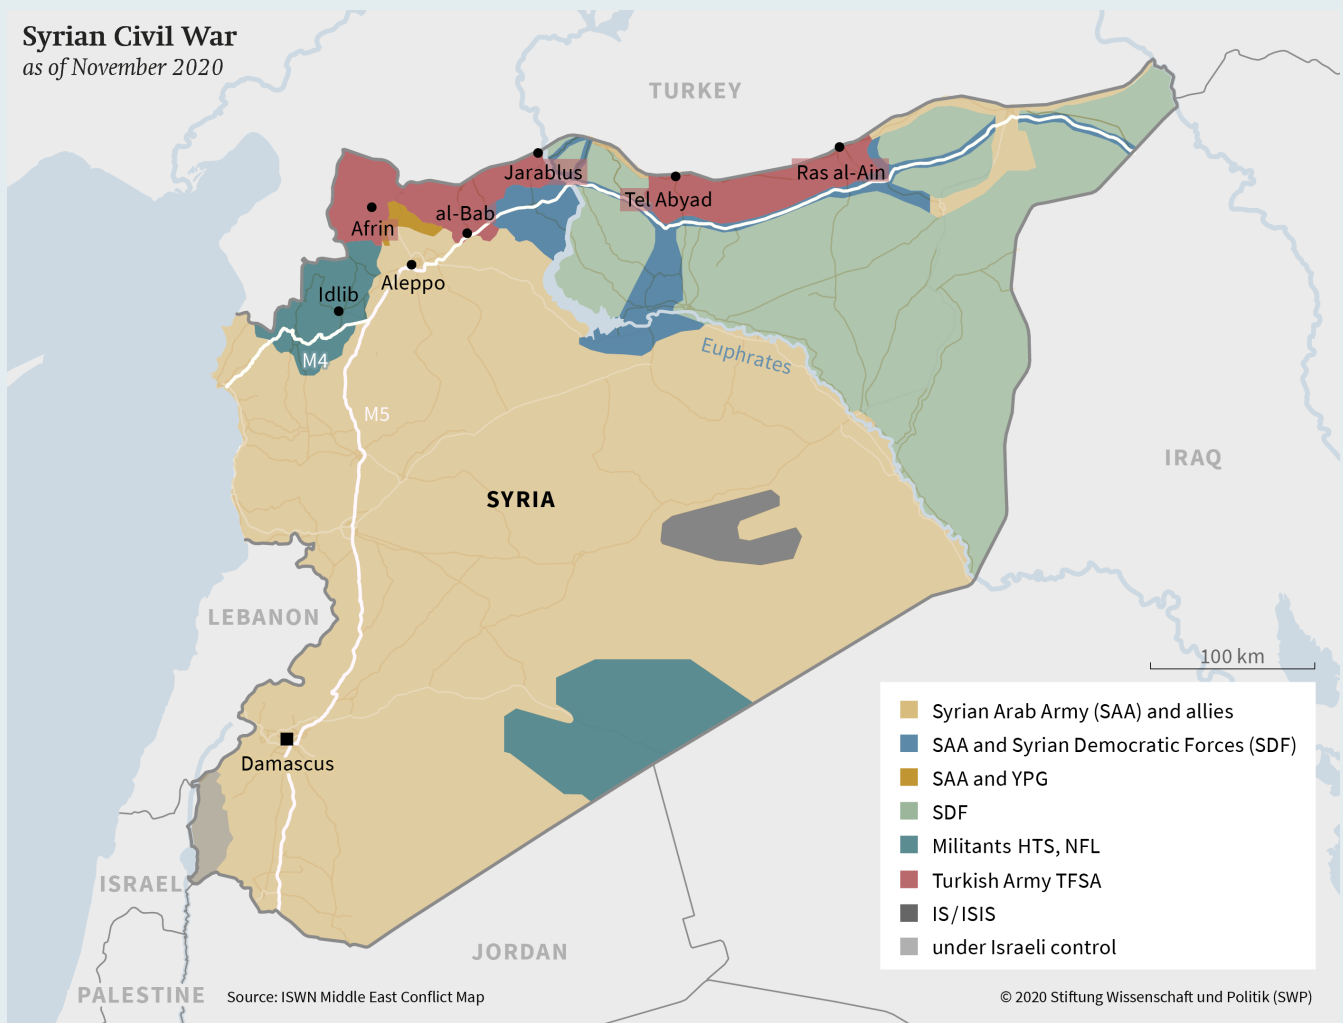 Syrian Civil War
as of November 2020
TURKEY
Jarablus
Ras al-Ain
Tel Abyad
al-Bab
Afrin
Aleppo
Idlib
M4
Euphrates
M5
IRAQ
SYRIA
LEBANON
100 km
Damascus
ISRAEL
JORDAN
PALESTINE
Syrian Arab Army (SAA) and allies
SAA and Syrian Democratic Forces (SDF)
SAA and YPG
SDF
Militants HTS, NFL
Turkish Army TFSA
IS/ISIS
under Israeli control
Source: ISWN Middle East Conflict Map
© 2020 Stiftung Wissenschaft und Politik (SWP)